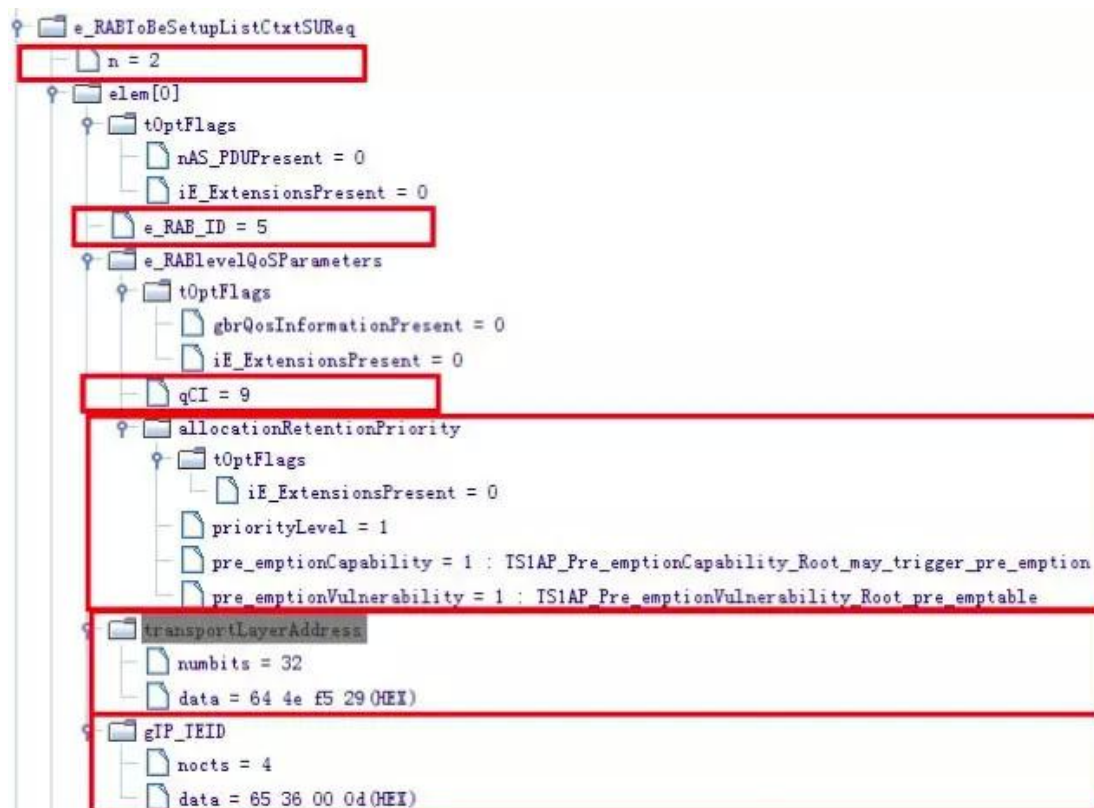 e_RABToBeSetupListCtxtSUReq
n = 2
elem[0]
tOptFlags
nAS_PDUPresent = 0
iE_ExtensionsPresent = 0
e_RAB_ID = 5
e_RABlevelQoSParameters
tOptFlags
gbrQosInformationPresent = 0
iE_ExtensionsPresent = 0
qCI = 9
allocationRetentionPriority
tOptFlags
iE_ExtensionsPresent = 0
priorityLevel = 1
pre_emptionCapability = 1 : TS1AP_Pre_emptionCapability_Root_may_trigger_pre_emption
pre_emptionVulnerability = 1 : TS1AP_Pre_emptionVulnerability_Root_pre_emptable
transportLayerAddress
numbits = 32
data = 64 4e f5 29(HEX)
gTP_TEID
nocts = 4
data = 65 36 00 0d(HEX)